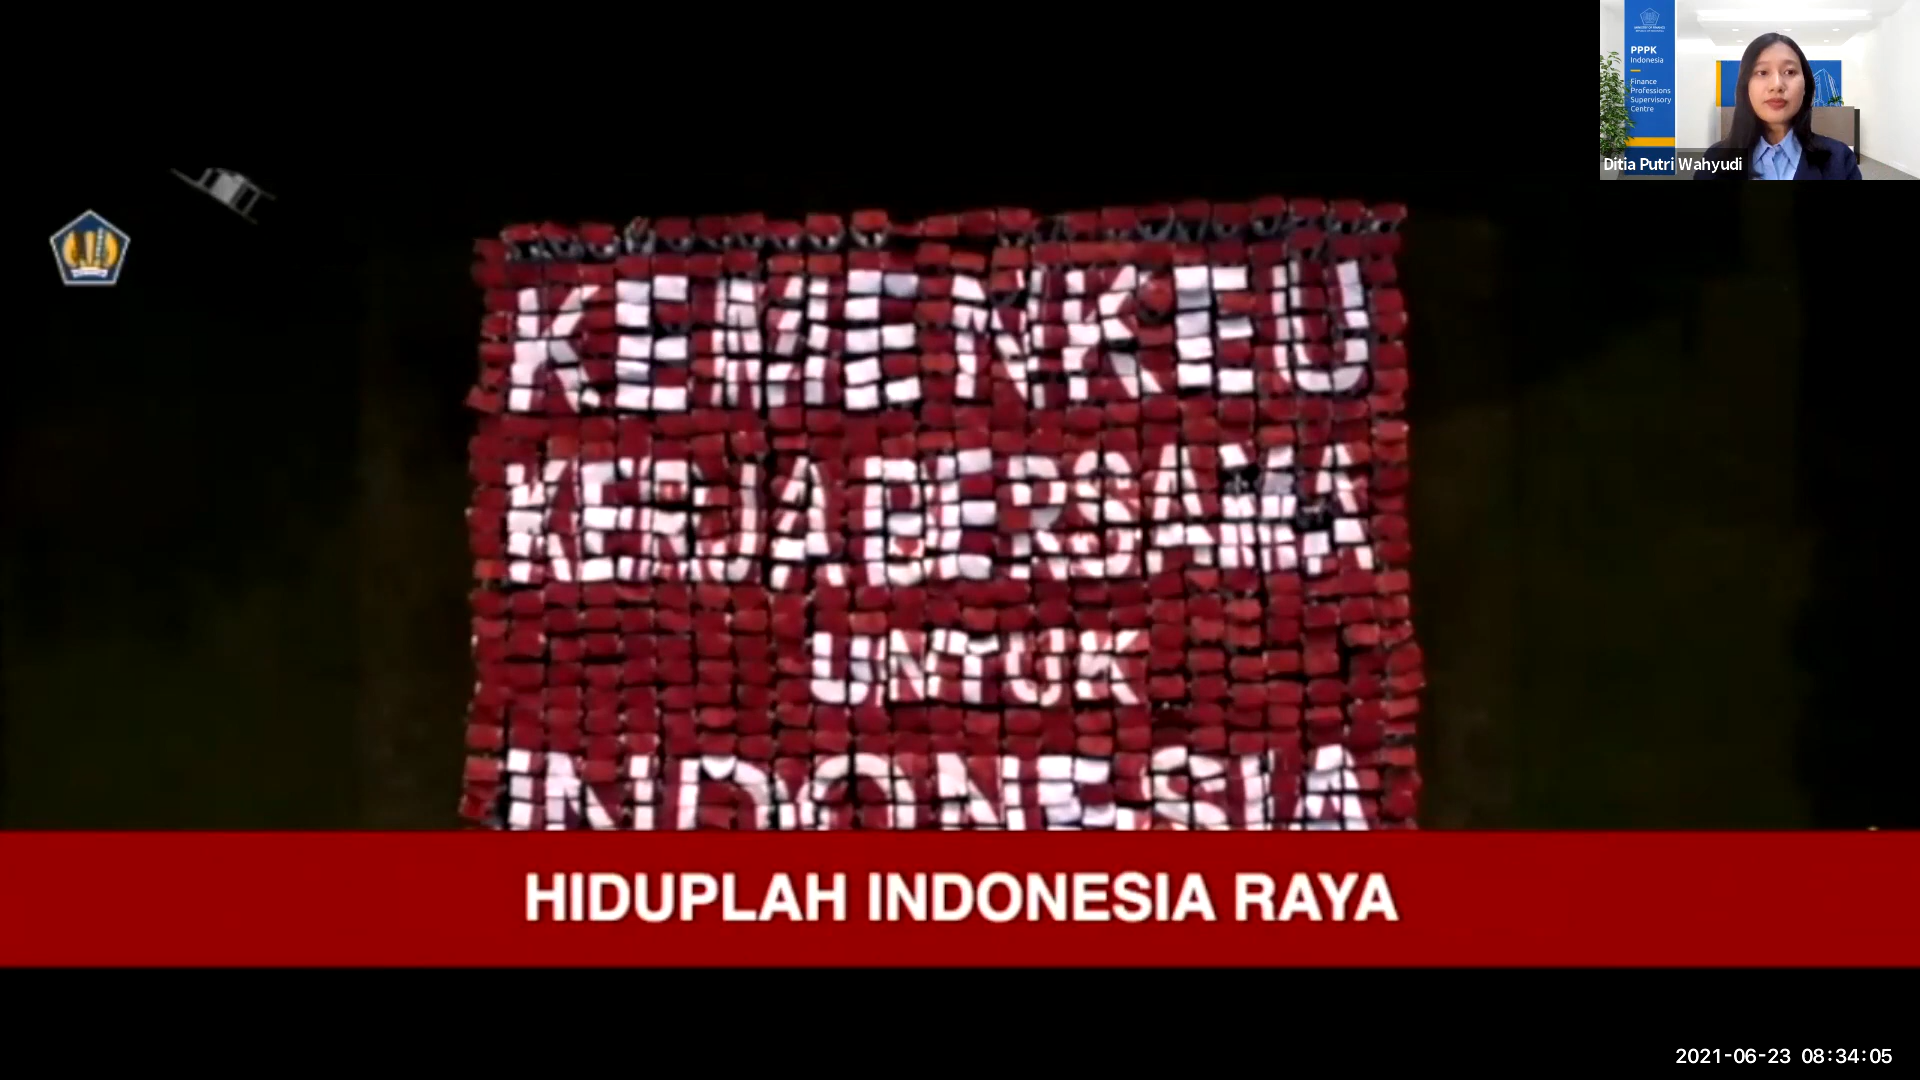 PPPK
Indonesia
Finance
Professions
Supervisory
Centre
Ditia Putri Wahyudi
KEMENKEU
KERJA BERSAMA
UNTUK
INDONESIA
HIDUPLAH INDONESIA RAYA
2021-06-23 08:34:05